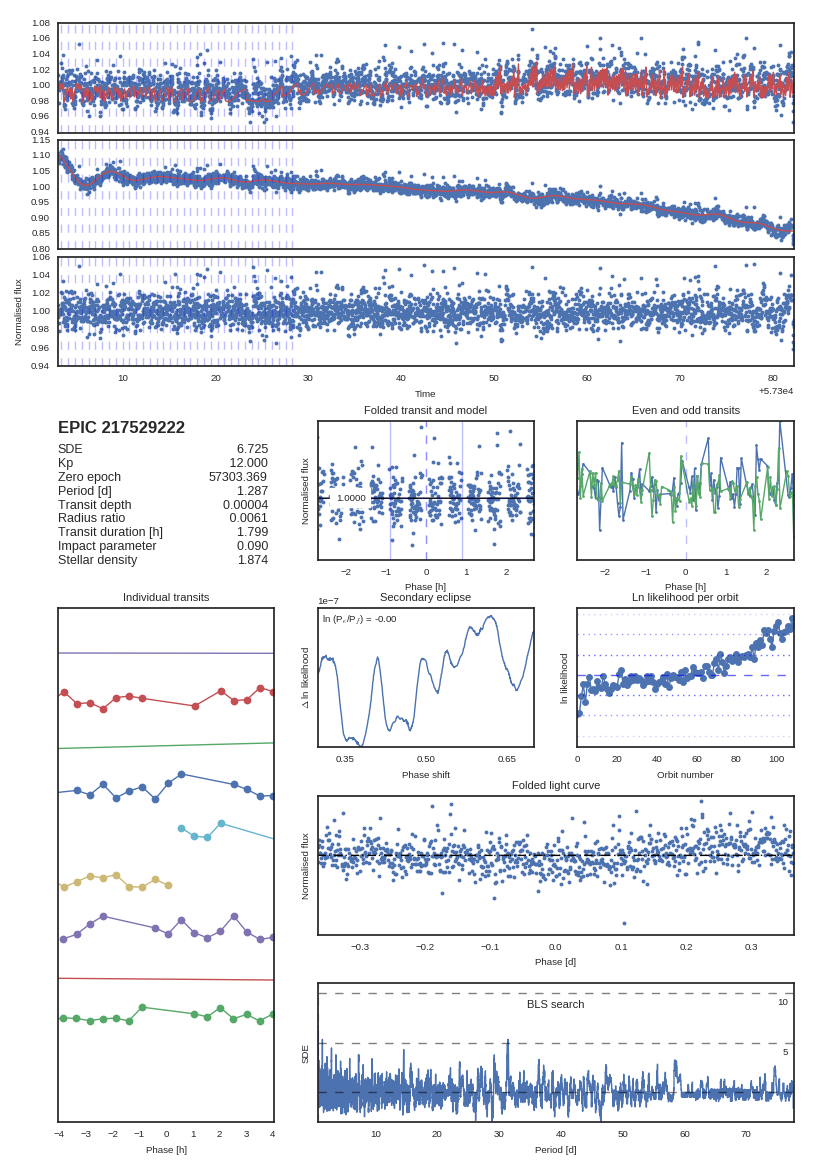 1.08
1.06
1.04
1.02
1.00
0.98
0.96
0.94
1.15
1.10
1.05
1.00
0.95
0.90
0.85
0.80
1.06
1.04
1.02
1.00
0.98
0.96
0.94
Normalised flux
10 20 30 40 50 60 70 80
Time
+5.73e4
EPIC 217529222
SDE 6.725
Kp 12.000
Zero epoch 57303.369
Period [d] 1.287
Transit depth 0.00004
Radius ratio 0.0061
Transit duration [h] 1.799
Impact parameter 0.090
Stellar density 1.874
Folded transit and model
Normalised flux
1.0000
−2 −1 0 1 2
Phase [h]
Even and odd transits
−2 −1 0 1 2
Phase [h]
Individual transits
−4 −3 −2 −1 0 1 2 3 4
Phase [h]
Secondary eclipse
1e−7
ln (Pₑ/P𝑓) = -0.00
Δ ln likelihood
0.35 0.50 0.65
Phase shift
Ln likelihood per orbit
ln likelihood
0 20 40 60 80 100
Orbit number
Folded light curve
Normalised flux
−0.3 −0.2 −0.1 0.0 0.1 0.2 0.3
Phase [d]
BLS search
10
5
SDE
10 20 30 40 50 60 70
Period [d]